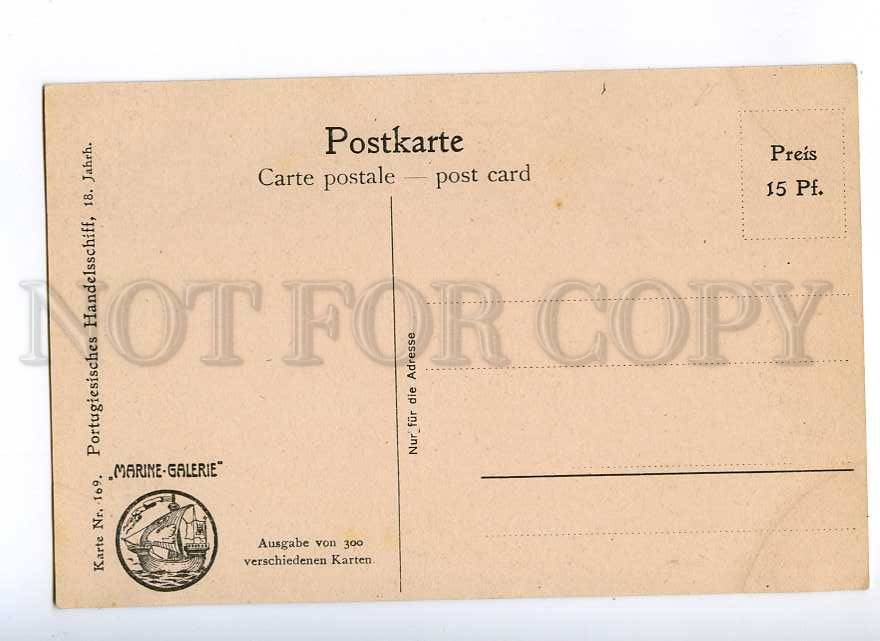 Postkarte
Carte postale — post card
Preis
15 Pf.
Karte Nr. 169. Portugiesisches Handelsschiff, 18. Jahrh.
Nur für die Adresse
„MARINE-GALERIE"
Ausgabe von 300
verschiedenen Karten
NOT FOR COPY